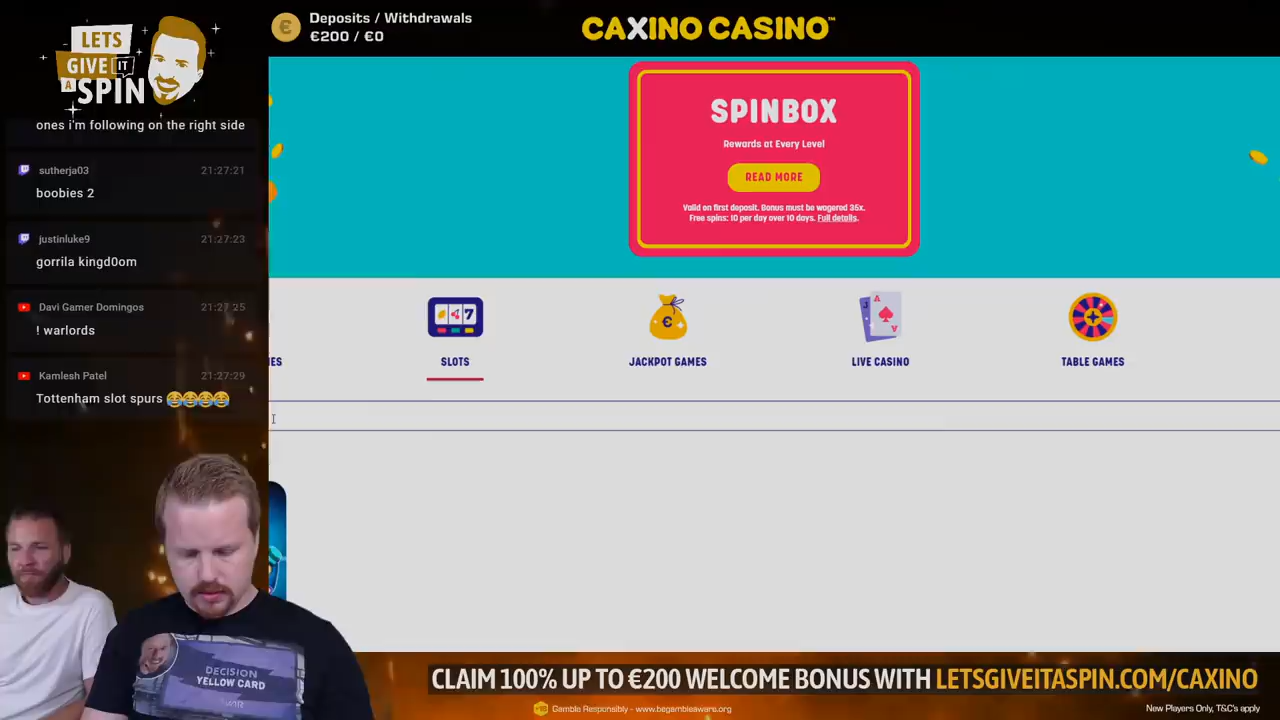 LETS
GIVE IT
A SPIN
Deposits / Withdrawals
€200 / €0
CAXINO CASINO™
ones i'm following on the right side
sutherja03 21:27:21
boobies 2
justinluke9 21:27:23
gorrila kingd0om
Davi Gamer Domingos 21:27:25
! warlords
Kamlesh Patel 21:27:29
Tottenham slot spurs 😂😂😂😂
SPINBOX
Rewards at Every Level
READ MORE
Valid on first deposit. Bonus must be wagered 35x.
Free spins: 10 per day over 10 days. Full details.
SLOTS
JACKPOT GAMES
LIVE CASINO
TABLE GAMES
DECISION
YELLOW CARD
CLAIM 100% UP TO €200 WELCOME BONUS WITH LETSGIVEITASPIN.COM/CAXINO
Gamble Responsibly - www.begambleaware.org
New Players Only, T&C's apply